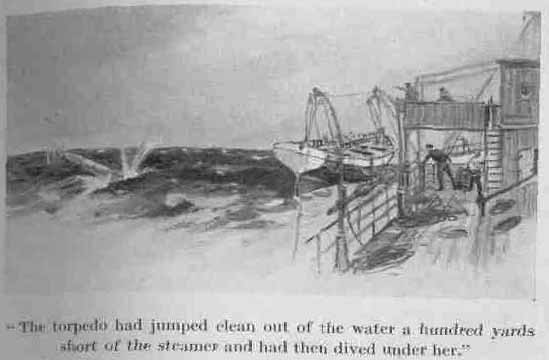 "The torpedo had jumped clean out of the water a hundred yards
short of the steamer and had then dived under her."